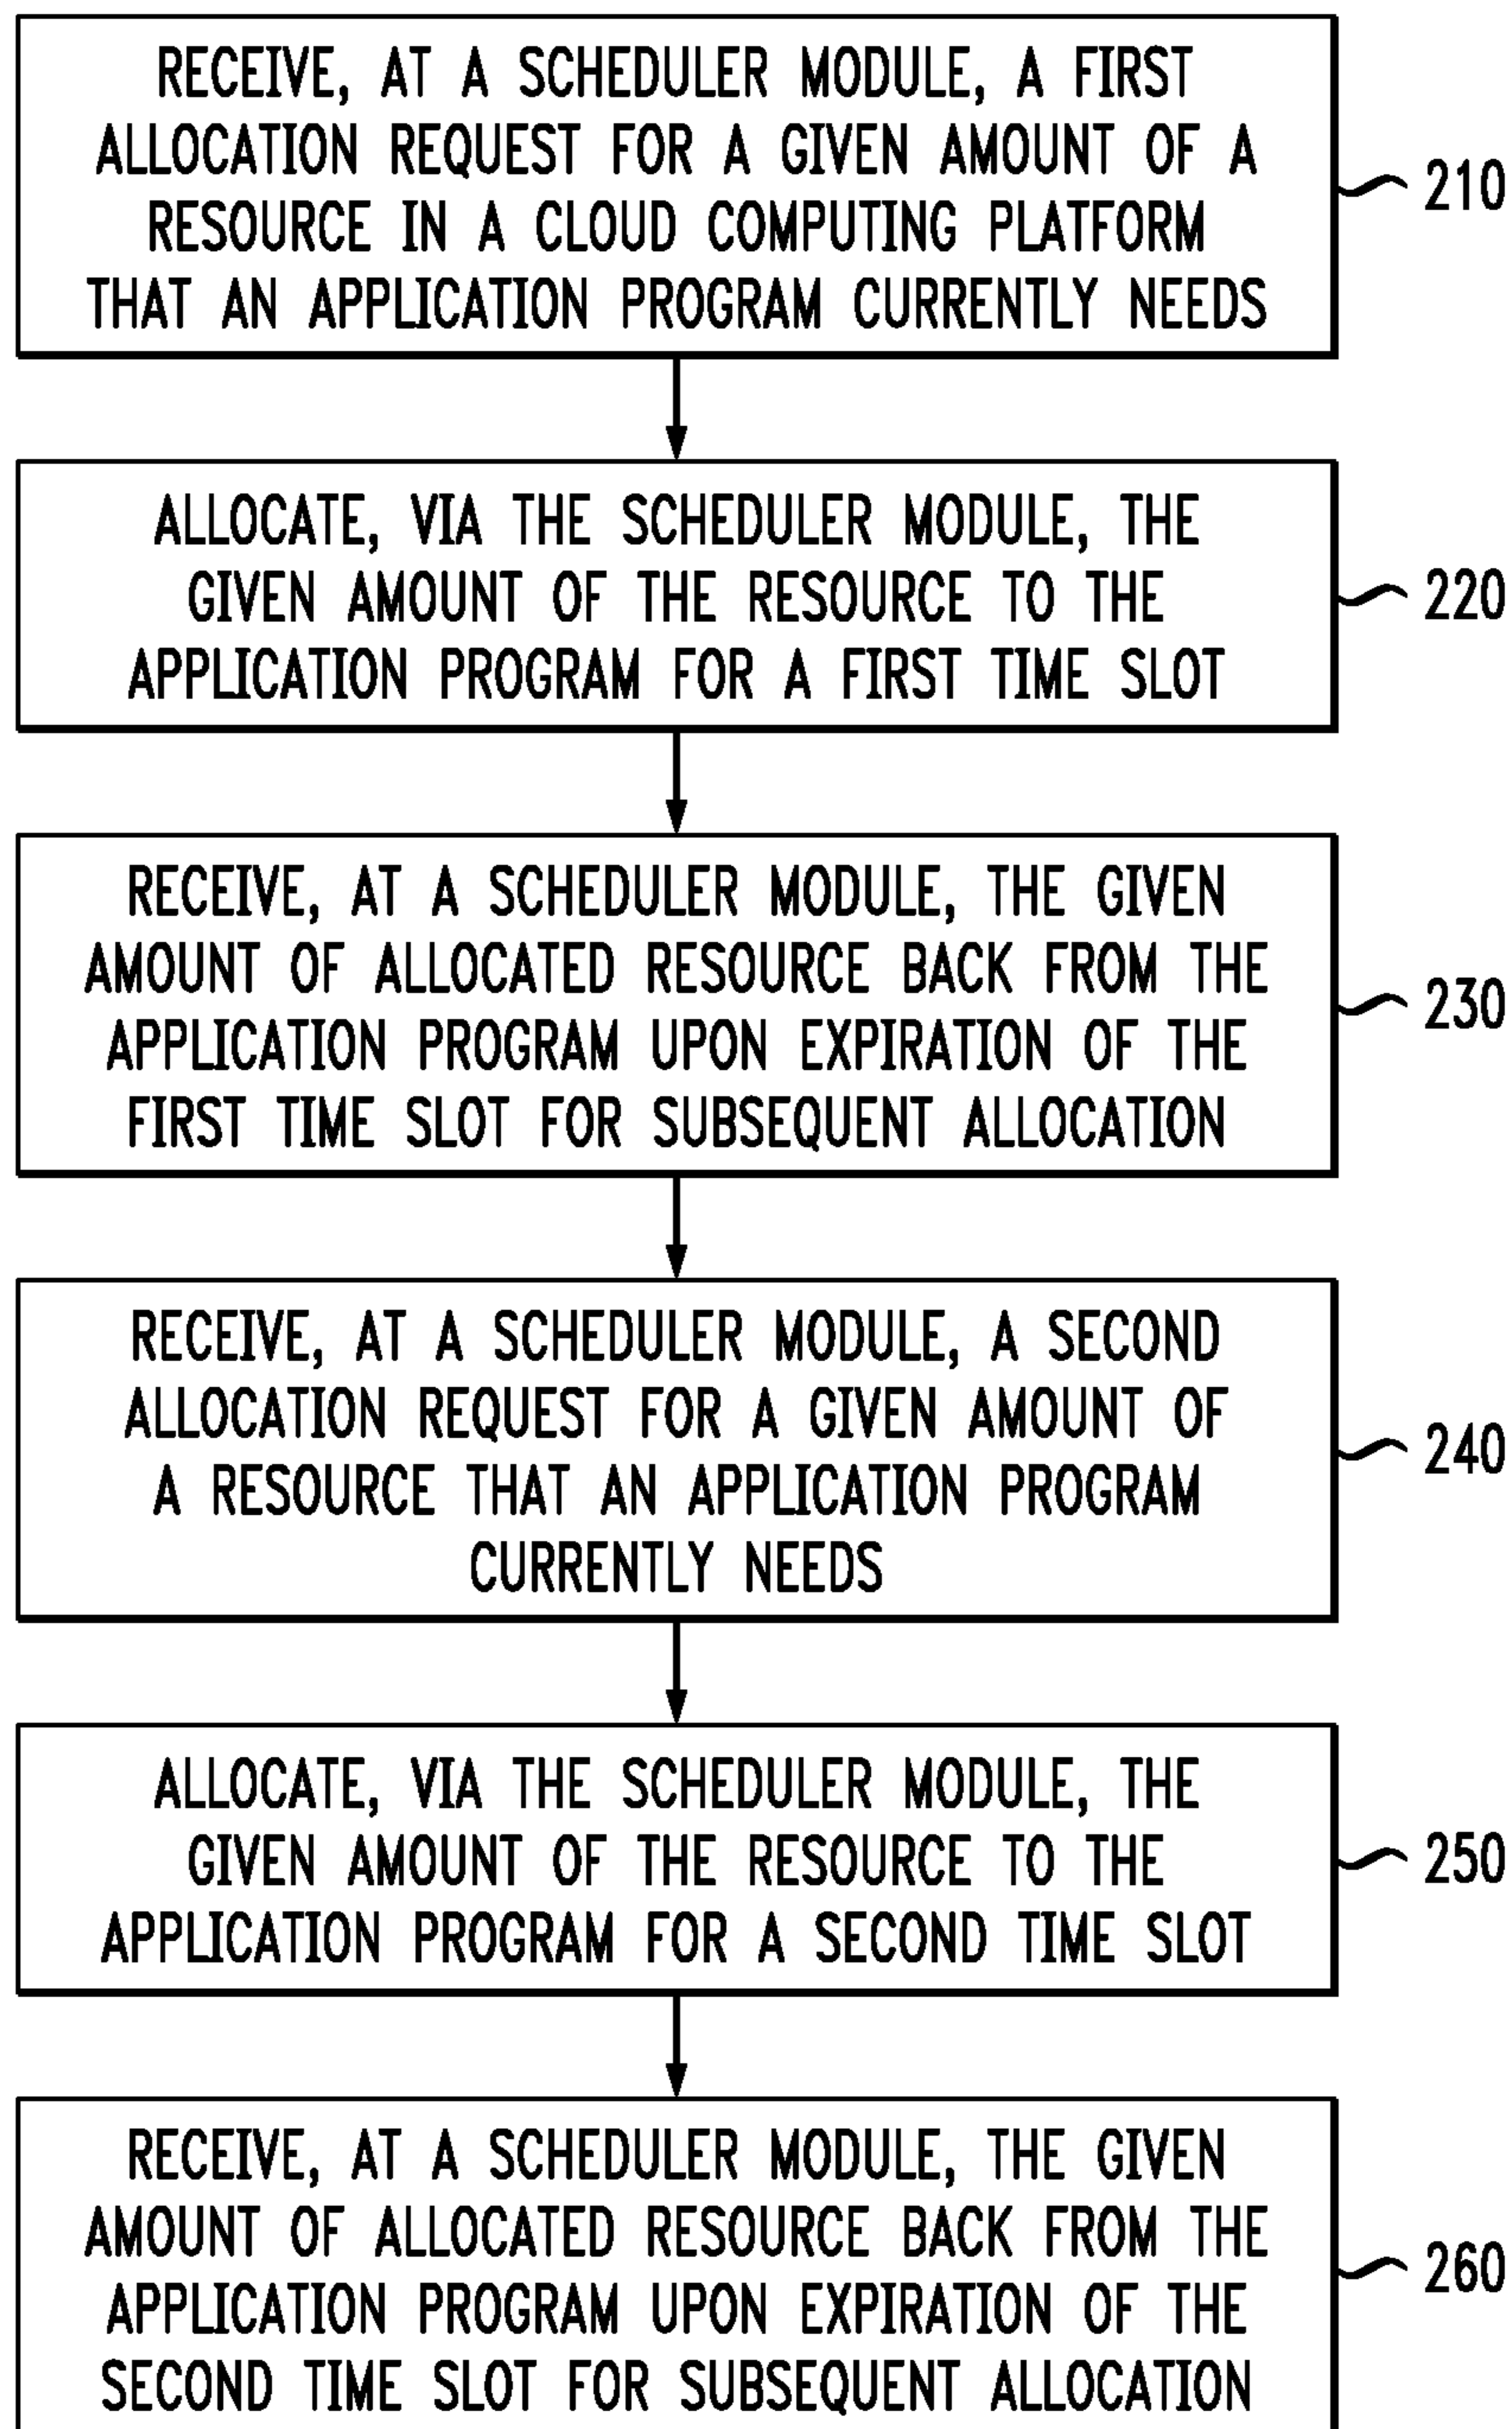 RECEIVE, AT A SCHEDULER MODULE, A FIRST
ALLOCATION REQUEST FOR A GIVEN AMOUNT OF A
RESOURCE IN A CLOUD COMPUTING PLATFORM
THAT AN APPLICATION PROGRAM CURRENTLY NEEDS
210
ALLOCATE, VIA THE SCHEDULER MODULE, THE
GIVEN AMOUNT OF THE RESOURCE TO THE
APPLICATION PROGRAM FOR A FIRST TIME SLOT
220
RECEIVE, AT A SCHEDULER MODULE, THE GIVEN
AMOUNT OF ALLOCATED RESOURCE BACK FROM THE
APPLICATION PROGRAM UPON EXPIRATION OF THE
FIRST TIME SLOT FOR SUBSEQUENT ALLOCATION
230
RECEIVE, AT A SCHEDULER MODULE, A SECOND
ALLOCATION REQUEST FOR A GIVEN AMOUNT OF
A RESOURCE THAT AN APPLICATION PROGRAM
CURRENTLY NEEDS
240
ALLOCATE, VIA THE SCHEDULER MODULE, THE
GIVEN AMOUNT OF THE RESOURCE TO THE
APPLICATION PROGRAM FOR A SECOND TIME SLOT
250
RECEIVE, AT A SCHEDULER MODULE, THE GIVEN
AMOUNT OF ALLOCATED RESOURCE BACK FROM THE
APPLICATION PROGRAM UPON EXPIRATION OF THE
SECOND TIME SLOT FOR SUBSEQUENT ALLOCATION
260